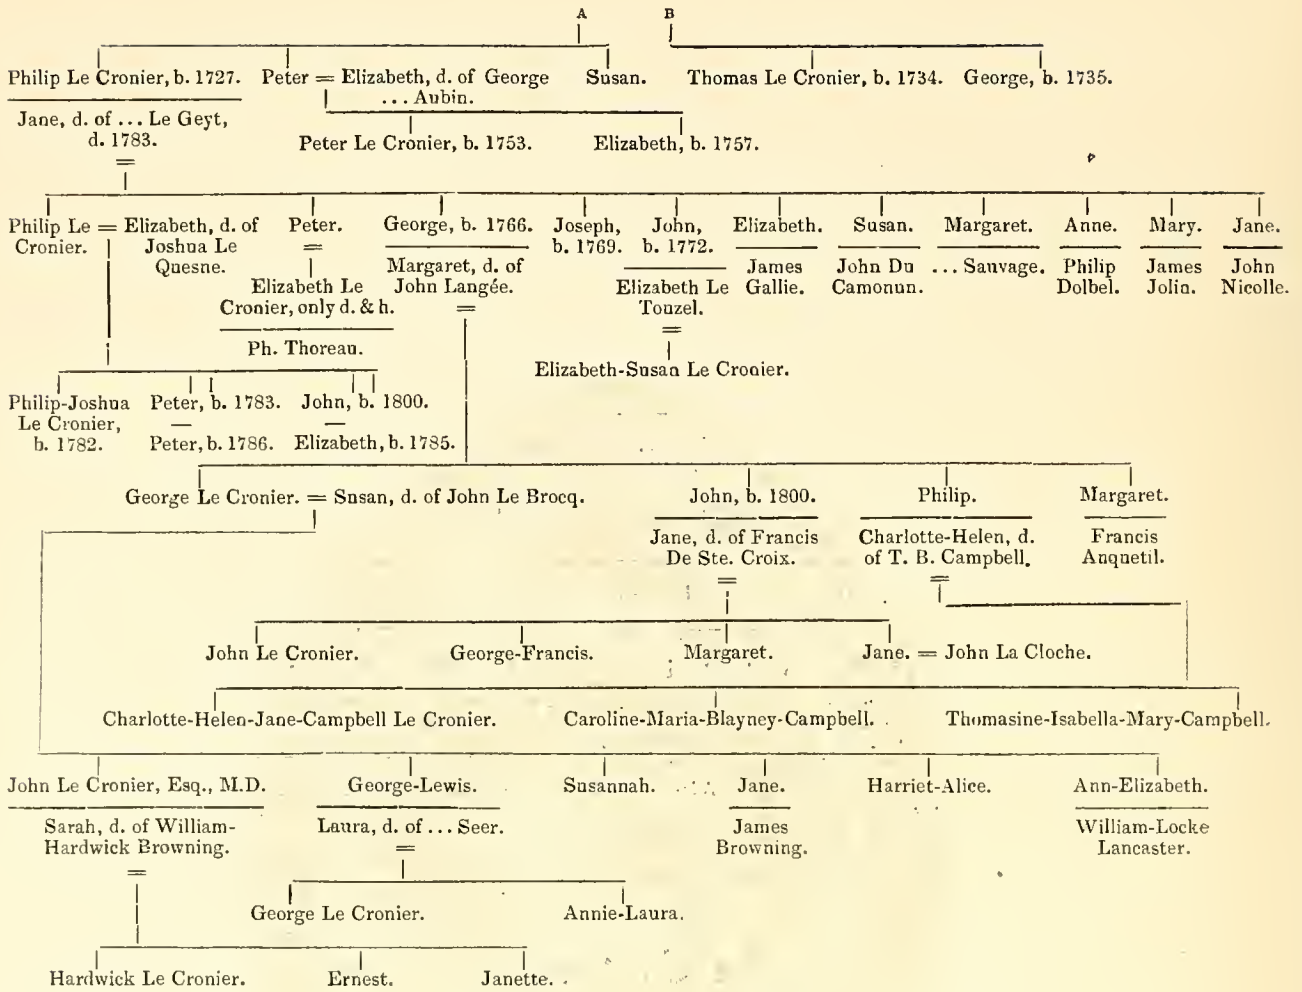 A B
Philip Le Cronier, b. 1727. Peter = Elizabeth, d. of George Susan. Thomas Le Cronier, b. 1734. George, b. 1735.
... Aubin.
Jane, d. of ... Le Geyt,
d. 1783.
Peter Le Cronier, b. 1753. Elizabeth, b. 1757.
=
Philip Le = Elizabeth, d. of Peter. George, b. 1766. Joseph, John, Elizabeth. Susan. Margaret. Anne. Mary. Jane.
Cronier. Joshua Le = b. 1769. b. 1772.
Quesne. Margaret, d. of James John Du ... Sauvage. Philip James John
Elizabeth Le John Langée. Elizabeth Le Gallie. Camonun. Dolbel. Jolin. Nicolle.
Cronier, only d. & h. = Touzel.
=
Ph. Thoreau.
Elizabeth-Susan Le Cronier.
Philip-Joshua Peter, b. 1783. John, b. 1800.
Le Cronier, — —
b. 1782. Peter, b. 1786. Elizabeth, b. 1785.
George Le Cronier. = Susan, d. of John Le Brocq. John, b. 1800. Philip. Margaret.
Jane, d. of Francis Charlotte-Helen, d. Francis
De Ste. Croix. of T. B. Campbell. Anquetil.
= =
John Le Cronier. George-Francis. Margaret. Jane. = John La Cloche.
Charlotte-Helen-Jane-Campbell Le Cronier. Caroline-Maria-Blayney-Campbell. Thomasine-Isabella-Mary-Campbell.
John Le Cronier, Esq., M.D. George-Lewis. Susannah. Jane. Harriet-Alice. Ann-Elizabeth.
Sarah, d. of William- Laura, d. of ... Seer. James William-Locke
Hardwick Browning. = Browning. Lancaster.
=
George Le Cronier. Annie-Laura.
Hardwick Le Cronier. Ernest. Janette.